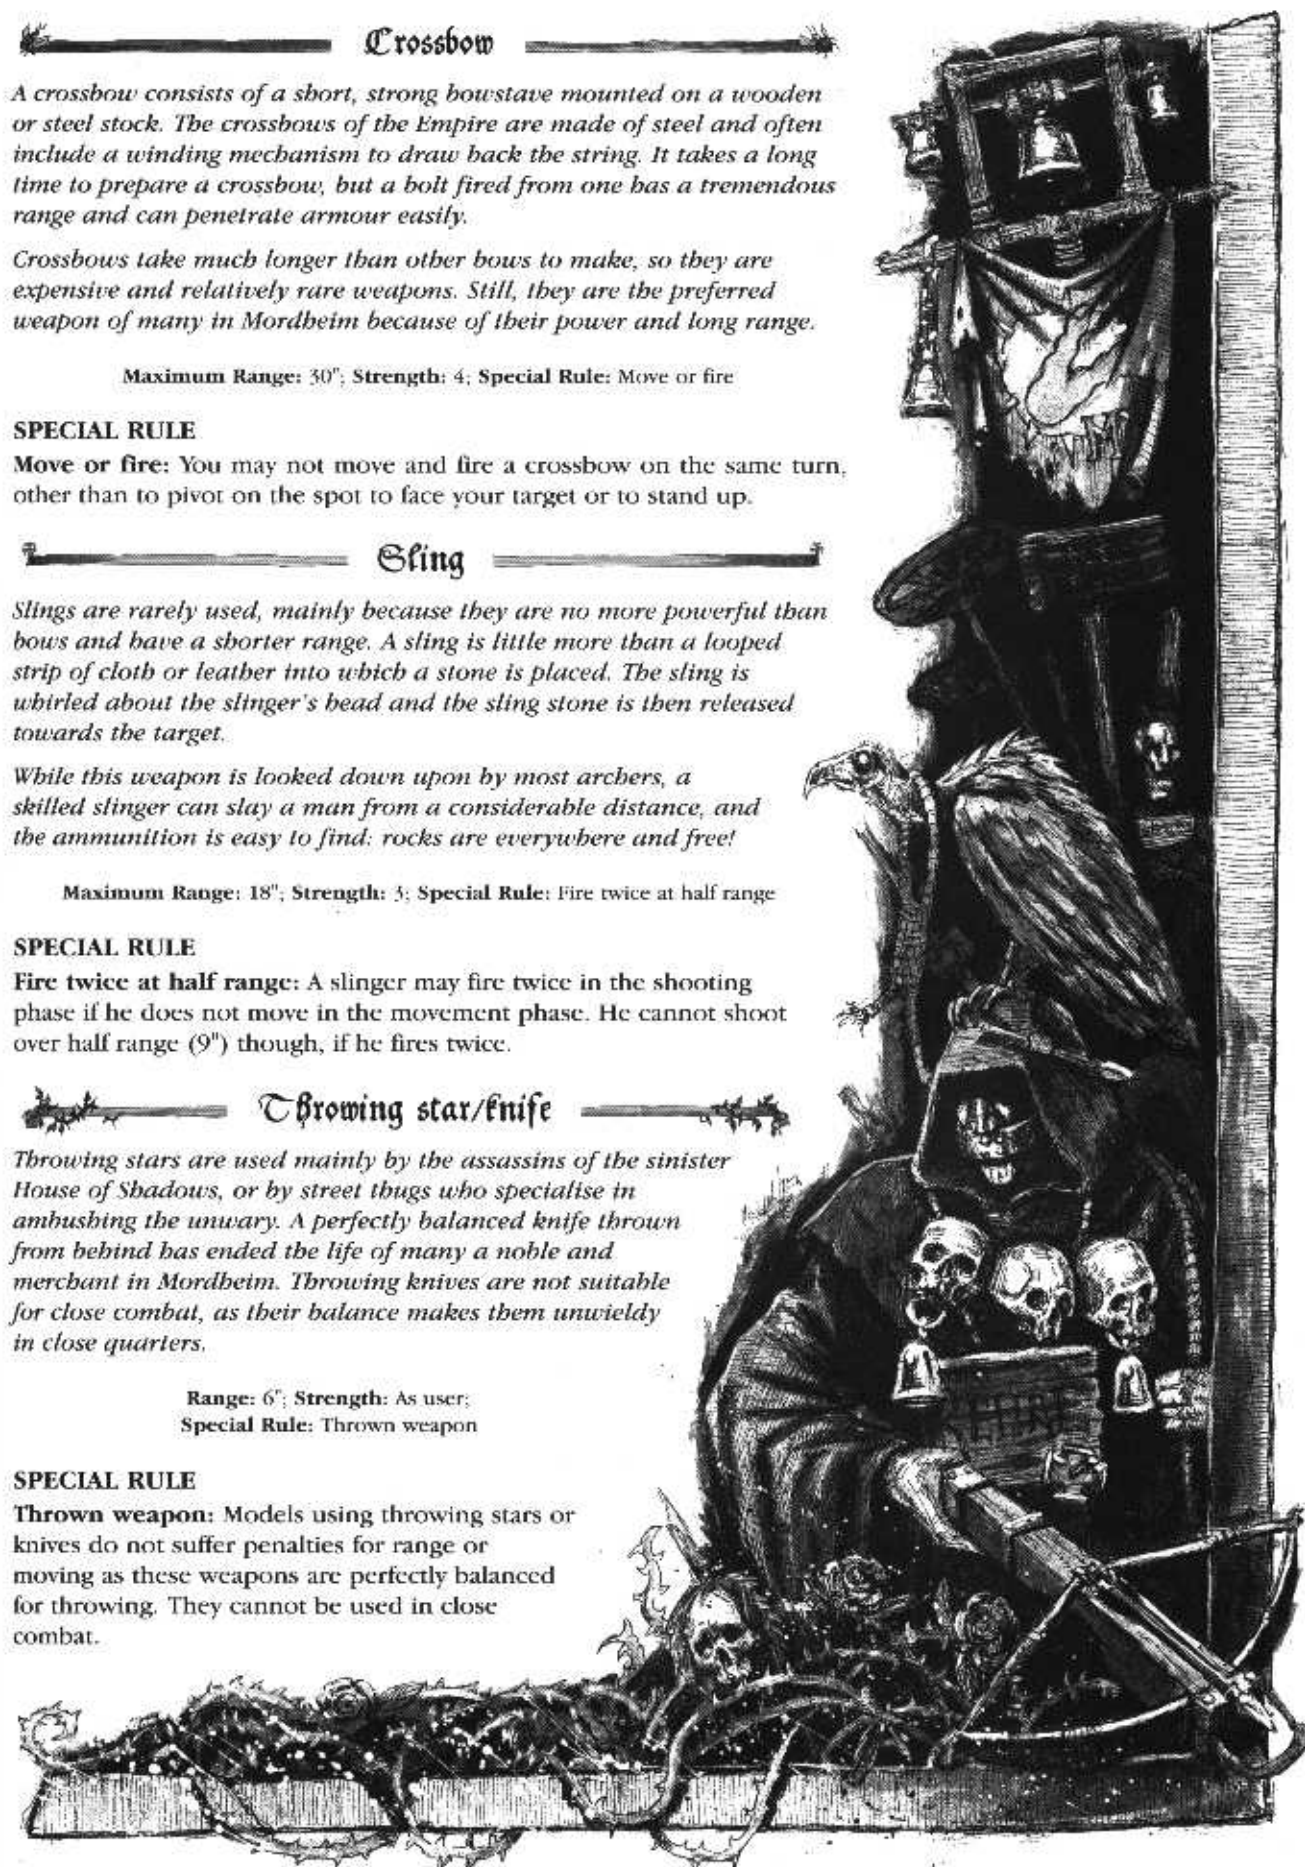 Crossbow
A crossbow consists of a short, strong bowstave mounted on a wooden
or steel stock. The crossbows of the Empire are made of steel and often
include a winding mechanism to draw back the string. It takes a long
time to prepare a crossbow, but a bolt fired from one has a tremendous
range and can penetrate armour easily.
Crossbows take much longer than other bows to make, so they are
expensive and relatively rare weapons. Still, they are the preferred
weapon of many in Mordheim because of their power and long range.
Maximum Range: 30"; Strength: 4; Special Rule: Move or fire
SPECIAL RULE
Move or fire: You may not move and fire a crossbow on the same turn,
other than to pivot on the spot to face your target or to stand up.
Sling
Slings are rarely used, mainly because they are no more powerful than
bows and have a shorter range. A sling is little more than a looped
strip of cloth or leather into which a stone is placed. The sling is
whirled about the slinger's head and the sling stone is then released
towards the target.
While this weapon is looked down upon by most archers, a
skilled slinger can slay a man from a considerable distance, and
the ammunition is easy to find: rocks are everywhere and free!
Maximum Range: 18"; Strength: 3; Special Rule: Fire twice at half range
SPECIAL RULE
Fire twice at half range: A slinger may fire twice in the shooting
phase if he does not move in the movement phase. He cannot shoot
over half range (9") though, if he fires twice.
Throwing star/knife
Throwing stars are used mainly by the assassins of the sinister
House of Shadows, or by street thugs who specialise in
ambushing the unwary. A perfectly balanced knife thrown
from behind has ended the life of many a noble and
merchant in Mordheim. Throwing knives are not suitable
for close combat, as their balance makes them unwieldy
in close quarters.
Range: 6"; Strength: As user;
Special Rule: Thrown weapon
SPECIAL RULE
Thrown weapon: Models using throwing stars or
knives do not suffer penalties for range or
moving as these weapons are perfectly balanced
for throwing. They cannot be used in close
combat.